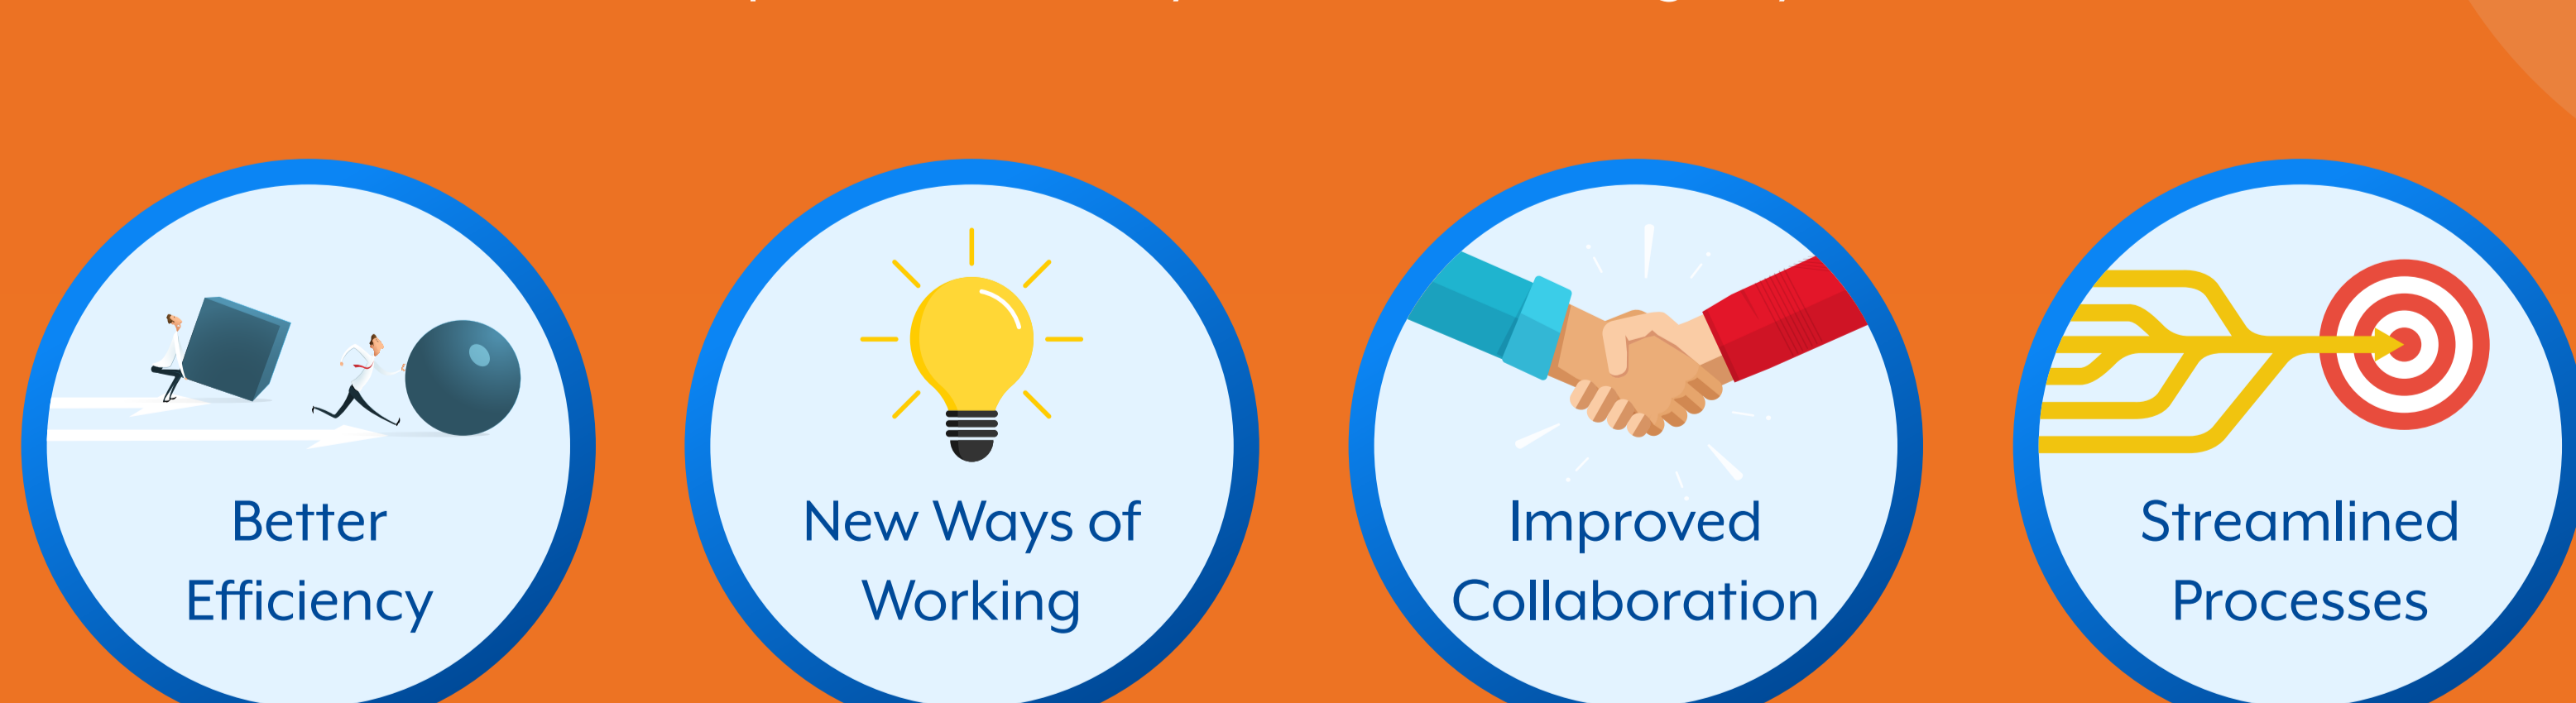 Better
Efficiency
New Ways of
Working
Improved
Collaboration
Streamlined
Processes